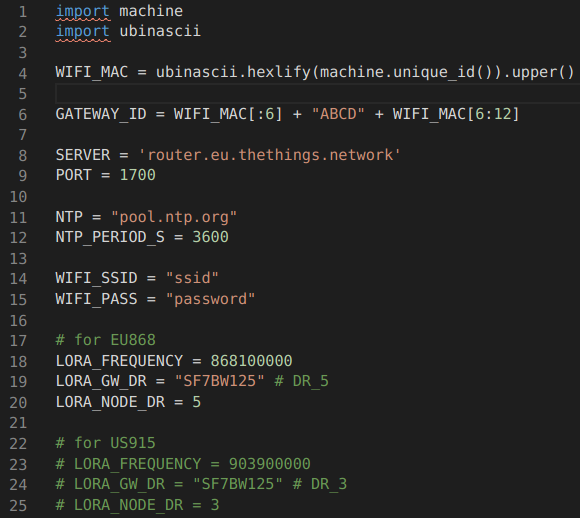 1 import machine
2 import ubinascii
3
4 WIFI_MAC = ubinascii.hexlify(machine.unique_id()).upper()
5
6 GATEWAY_ID = WIFI_MAC[:6] + "ABCD" + WIFI_MAC[6:12]
7
8 SERVER = 'router.eu.thethings.network'
9 PORT = 1700
10
11 NTP = "pool.ntp.org"
12 NTP_PERIOD_S = 3600
13
14 WIFI_SSID = "ssid"
15 WIFI_PASS = "password"
16
17 # for EU868
18 LORA_FREQUENCY = 868100000
19 LORA_GW_DR = "SF7BW125" # DR_5
20 LORA_NODE_DR = 5
21
22 # for US915
23 # LORA_FREQUENCY = 903900000
24 # LORA_GW_DR = "SF7BW125" # DR_3
25 # LORA_NODE_DR = 3